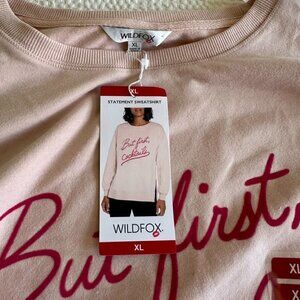 WILDFOX
XL
XL
STATEMENT SWEATSHIRT
But first,
Cocktails
WILDFOX
XL
But first,
XL